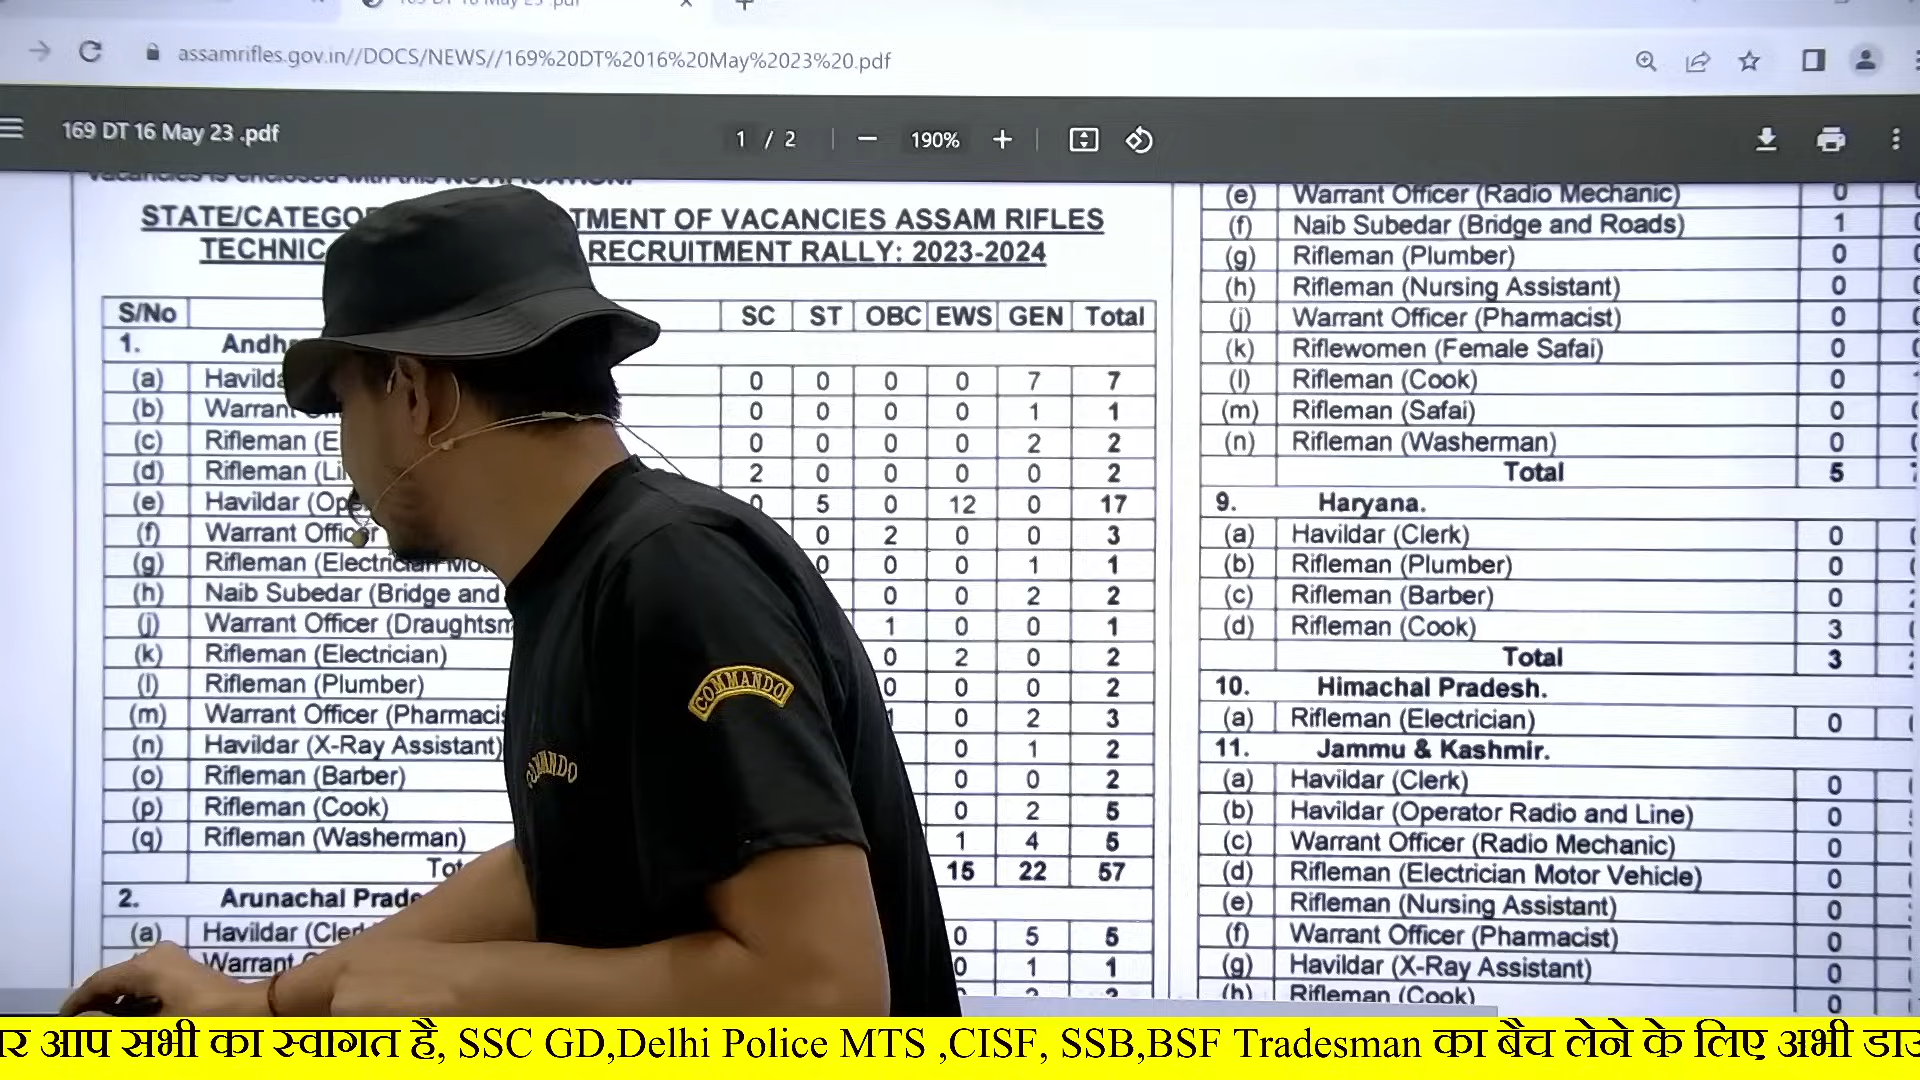 assamrifles.gov.in//DOCS/NEWS//169%20DT%2016%20May%2023%20.pdf
169 DT 16 May 23 .pdf
1 / 2
190%
STATE/CATEGO
TMENT OF VACANCIES ASSAM RIFLES
TECHNIC
RECRUITMENT RALLY: 2023-2024
S/No SC ST OBC EWS GEN Total
1.
(a) 0 0 0 0 7 7
(b) Warran 0 0 0 0 1 1
(c) Rifleman (E 0 0 0 0 2 2
(d) Rifleman (Li 2 0 0 0 0 2
(e) Havildar (Op 0 5 0 12 0 17
(f) Warrant Officer 0 2 0 0 3
(g) Rifleman (Electrician Mo 0 0 0 1 1
(h) Naib Subedar (Bridge and 0 0 2 2
(j) Warrant Officer (Draughtsm 1 0 0 1
(k) Rifleman (Electrician) 0 2 0 2
(l) Rifleman (Plumber) 0 0 0 2
(m) Warrant Officer (Pharmacis 1 0 2 3
(n) Havildar (X-Ray Assistant) 0 1 2
(o) Rifleman (Barber) 0 0 2
(p) Rifleman (Cook) 0 2 5
(q) Rifleman (Washerman) 1 4 5
Tot 15 22 57
2. Arunachal Prade
(a) Havildar (Cler 0 5 5
Warrant 0 1 1
(e) Warrant Officer (Radio Mechanic) 0
(f) Naib Subedar (Bridge and Roads) 1
(g) Rifleman (Plumber) 0
(h) Rifleman (Nursing Assistant) 0
(j) Warrant Officer (Pharmacist) 0
(k) Riflewomen (Female Safai) 0
(l) Rifleman (Cook) 0
(m) Rifleman (Safai) 0
(n) Rifleman (Washerman) 0
Total 5
9. Haryana.
(a) Havildar (Clerk) 0
(b) Rifleman (Plumber) 0
(c) Rifleman (Barber) 0
(d) Rifleman (Cook) 3
Total 3
10. Himachal Pradesh.
(a) Rifleman (Electrician) 0
11. Jammu & Kashmir.
(a) Havildar (Clerk) 0
(b) Havildar (Operator Radio and Line) 0
(c) Warrant Officer (Radio Mechanic) 0
(d) Rifleman (Electrician Motor Vehicle) 0
(e) Rifleman (Nursing Assistant) 0
(f) Warrant Officer (Pharmacist) 0
(g) Havildar (X-Ray Assistant) 0
(h) Rifleman (Cook) 0
COMMANDO
COMMANDO
आप सभी का स्वागत है, SSC GD,Delhi Police MTS ,CISF, SSB,BSF Tradesman का बैच लेने के लिए अभी